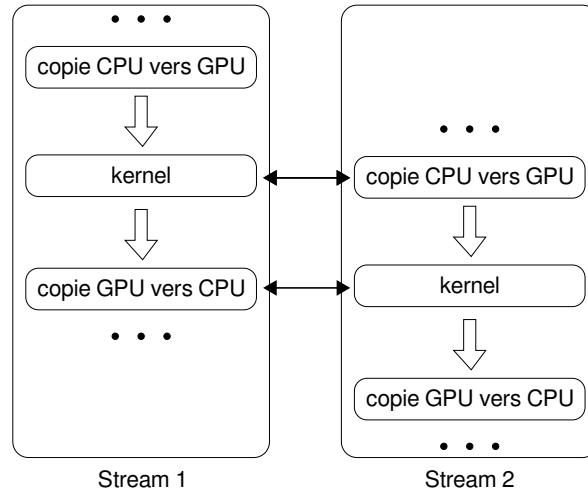 copie CPU vers GPU
kernel
copie GPU vers CPU
Stream 1
copie CPU vers GPU
kernel
copie GPU vers CPU
Stream 2